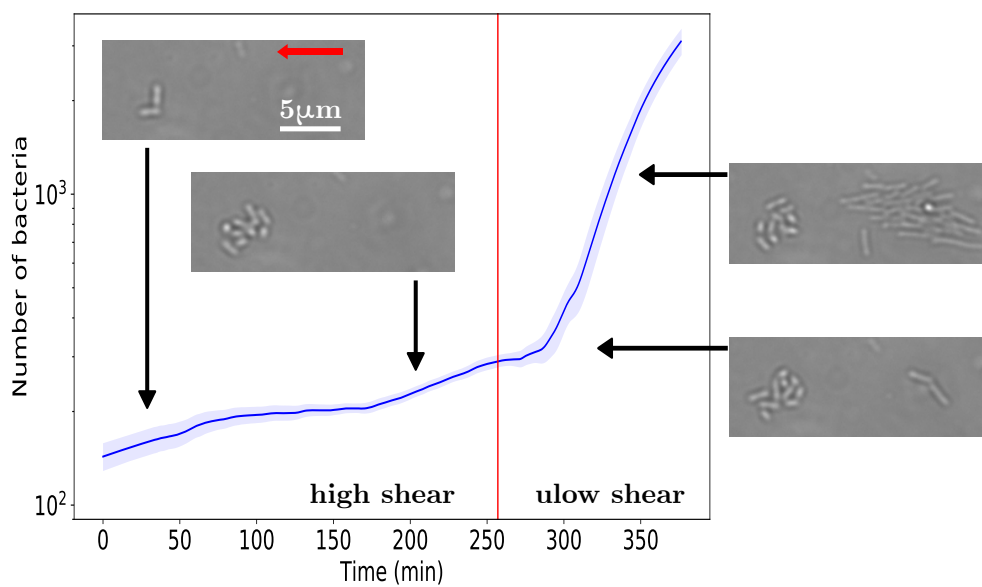 5μm
Number of bacteria
10³
10²
high shear
ulow shear
0 50 100 150 200 250 300 350
Time (min)